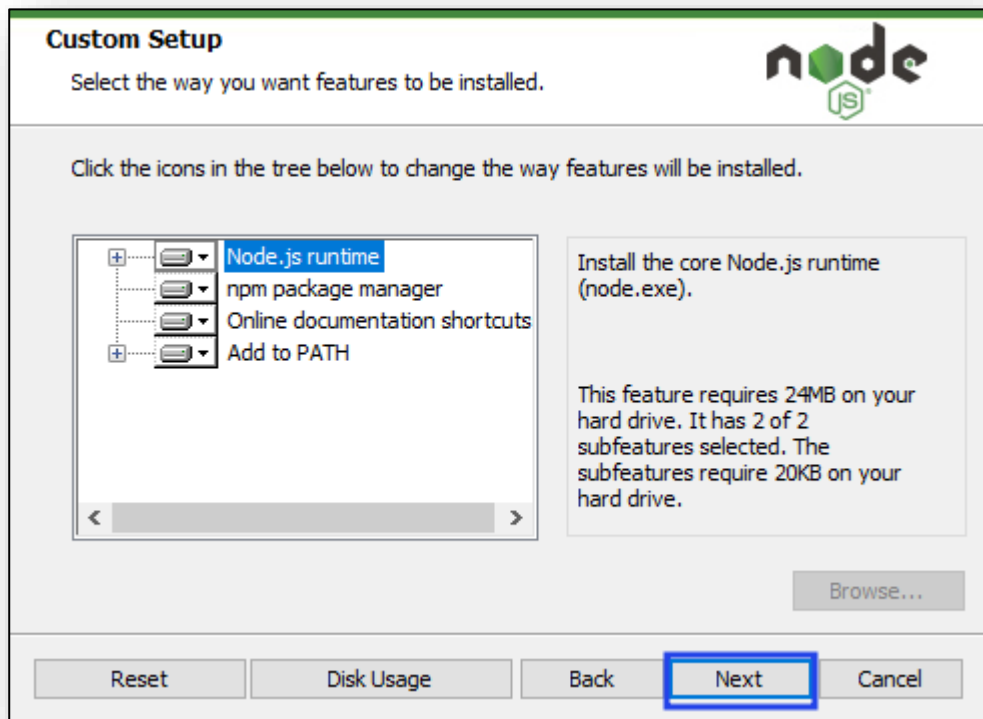 Custom Setup
Select the way you want features to be installed.
node
JS
Click the icons in the tree below to change the way features will be installed.
Node.js runtime
npm package manager
Online documentation shortcuts
Add to PATH
Install the core Node.js runtime
(node.exe).
This feature requires 24MB on your
hard drive. It has 2 of 2
subfeatures selected. The
subfeatures require 20KB on your
hard drive.
Browse...
Reset
Disk Usage
Back
Next
Cancel